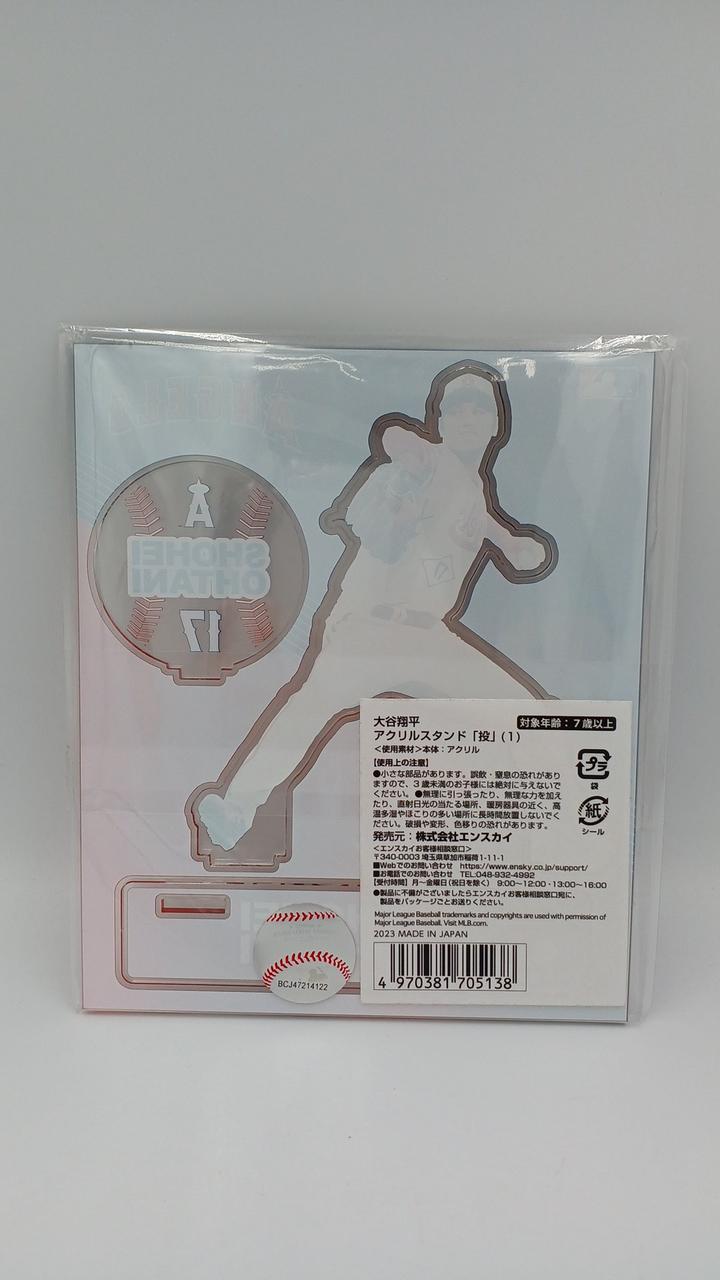 ANGELS
A
SHOHEI
OHTANI
17
大谷翔平
対象年齢：7歳以上
アクリルスタンド「投」(1)
＜使用素材＞本体：アクリル
【使用上の注意】
●小さな部品があります。誤飲・窒息の恐れがあり
ますので、3歳未満のお子様には絶対に与えないで
ください。●無理に引っ張ったり、無理な力を加え
たり、直射日光の当たる場所、暖房器具の近く、高
温多湿やほこりの多い場所に長時間放置しないでく
ださい。破損や変形、色移りの恐れがあります。
プラ
袋
紙
シール
発売元：株式会社エンスカイ
＜エンスカイお客様相談窓口＞
〒340-0003 埼玉県草加市稲荷1-11-1
■Webでのお問い合わせ https://www.ensky.co.jp/support/
■お電話でのお問い合わせ TEL.048-932-4992
【受付時間】月～金曜日(祝日を除く) 9:00～12:00・13:00～16:00
●製品に不備がございましたらエンスカイお客様相談窓口宛に、
製品をパッケージごとお送りください。
Major League Baseball trademarks and copyrights are used with permission of
Major League Baseball. Visit MLB.com.
2023 MADE IN JAPAN
4 970381 705138
BCJ47214122